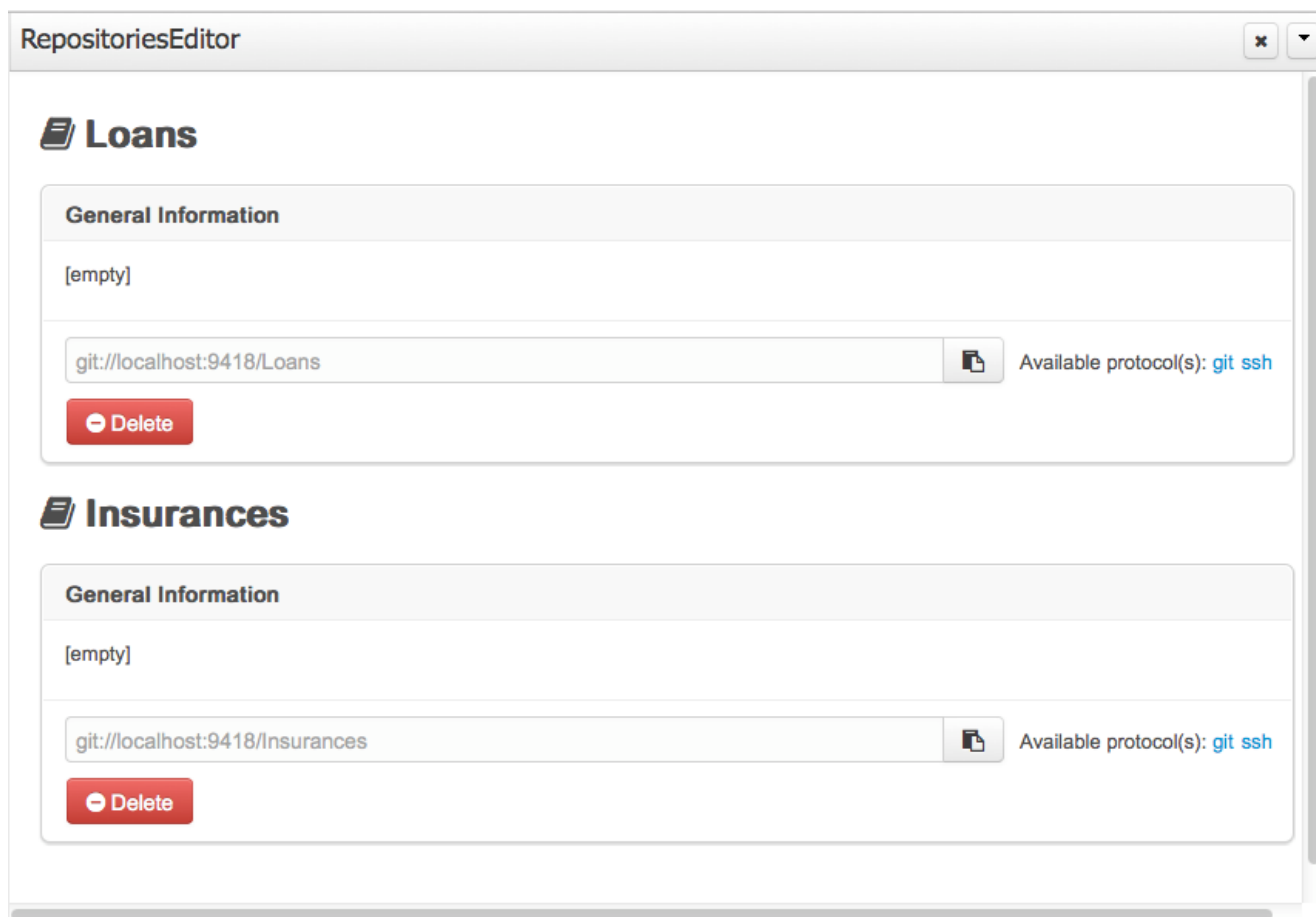 RepositoriesEditor
Loans
General Information
[empty]
git://localhost:9418/Loans
Available protocol(s): git ssh
Delete
Insurances
General Information
[empty]
git://localhost:9418/Insurances
Available protocol(s): git ssh
Delete